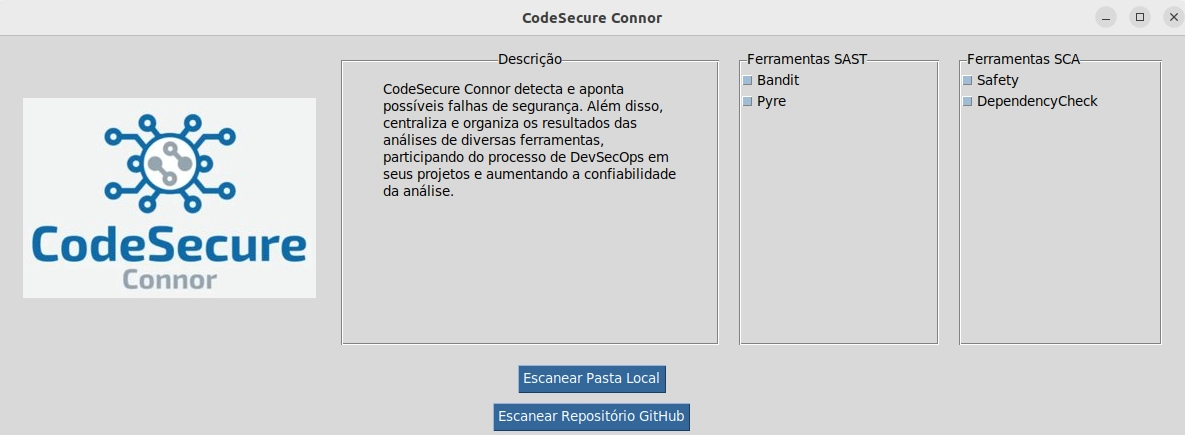 CodeSecure Connor
CodeSecure
Connor
Descrição
CodeSecure Connor detecta e aponta
possíveis falhas de segurança. Além disso,
centraliza e organiza os resultados das
análises de diversas ferramentas,
participando do processo de DevSecOps em
seus projetos e aumentando a confiabilidade
da análise.
Ferramentas SAST
Bandit
Pyre
Ferramentas SCA
Safety
DependencyCheck
Escanear Pasta Local
Escanear Repositório GitHub